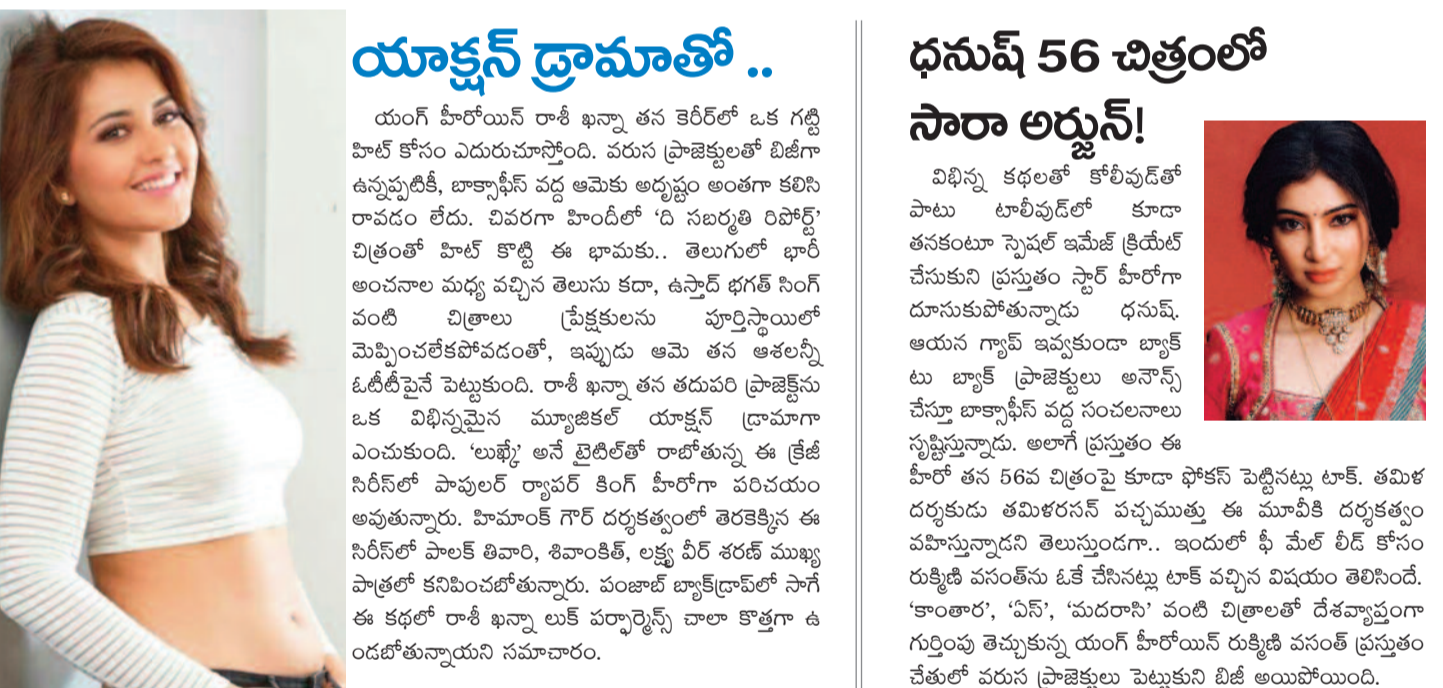 యాక్షన్ డ్రామాతో ..
యంగ్ హీరోయిన్ రాశీ ఖన్నా తన కెరీర్‌లో ఒక గట్టి
హిట్ కోసం ఎదురుచూస్తోంది. వరుస ప్రాజెక్టులతో బిజీగా
ఉన్నప్పటికీ, బాక్సాఫీస్ వద్ద ఆమెకు అదృష్టం అంతగా కలిసి
రావడం లేదు. చివరగా హిందీలో ‘ది సబర్మతి రిపోర్ట్’
చిత్రంతో హిట్ కొట్టి ఈ భామకు.. తెలుగులో భారీ
అంచనాల మధ్య వచ్చిన తెలుసు కదా, ఉస్తాద్ భగత్ సింగ్
వంటి చిత్రాలు ప్రేక్షకులను పూర్తిస్థాయిలో
మెప్పించలేకపోవడంతో, ఇప్పుడు ఆమె తన ఆశలన్నీ
ఓటీటీపైనే పెట్టుకుంది. రాశీ ఖన్నా తన తదుపరి ప్రాజెక్ట్‌ను
ఒక విభిన్నమైన మ్యూజికల్ యాక్షన్ డ్రామాగా
ఎంచుకుంది. ‘లుఖ్ఖే’ అనే టైటిల్‌తో రాబోతున్న ఈ క్రేజీ
సిరీస్‌లో పాపులర్ ర్యాపర్ కింగ్ హీరోగా పరిచయం
అవుతున్నారు. హిమాంక్ గౌర్ దర్శకత్వంలో తెరకెక్కిన ఈ
సిరీస్‌లో పాలక్ తివారి, శివాంకిత్, లక్ష్య వీర్ శరణ్ ముఖ్య
పాత్రలో కనిపించబోతున్నారు. పంజాబ్ బ్యాక్‌డ్రాప్‌లో సాగే
ఈ కథలో రాశీ ఖన్నా లుక్ పర్ఫార్మెన్స్ చాలా కొత్తగా ఉ
ండబోతున్నాయని సమాచారం.
ధనుష్ 56 చిత్రంలో
సారా అర్జున్!
విభిన్న కథలతో కోలీవుడ్‌తో
పాటు టాలీవుడ్‌లో కూడా
తనకంటూ స్పెషల్ ఇమేజ్ క్రియేట్
చేసుకుని ప్రస్తుతం స్టార్ హీరోగా
దూసుకుపోతున్నాడు ధనుష్.
ఆయన గ్యాప్ ఇవ్వకుండా బ్యాక్
టు బ్యాక్ ప్రాజెక్టులు అనౌన్స్
చేస్తూ బాక్సాఫీస్ వద్ద సంచలనాలు
సృష్టిస్తున్నాడు. అలాగే ప్రస్తుతం ఈ
హీరో తన 56వ చిత్రంపై కూడా ఫోకస్ పెట్టినట్లు టాక్. తమిళ
దర్శకుడు తమిళరసన్ పచ్చముత్తు ఈ మూవీకి దర్శకత్వం
వహిస్తున్నాడని తెలుస్తుండగా.. ఇందులో ఫీ మేల్ లీడ్ కోసం
రుక్మిణి వసంత్‌ను ఓకే చేసినట్లు టాక్ వచ్చిన విషయం తెలిసిందే.
‘కాంతార’, ‘ఏస్’, ‘మదరాసి’ వంటి చిత్రాలతో దేశవ్యాప్తంగా
గుర్తింపు తెచ్చుకున్న యంగ్ హీరోయిన్ రుక్మిణి వసంత్ ప్రస్తుతం
చేతులో వరుస ప్రాజెక్టులు పెట్టుకుని బిజీ అయిపోయింది.